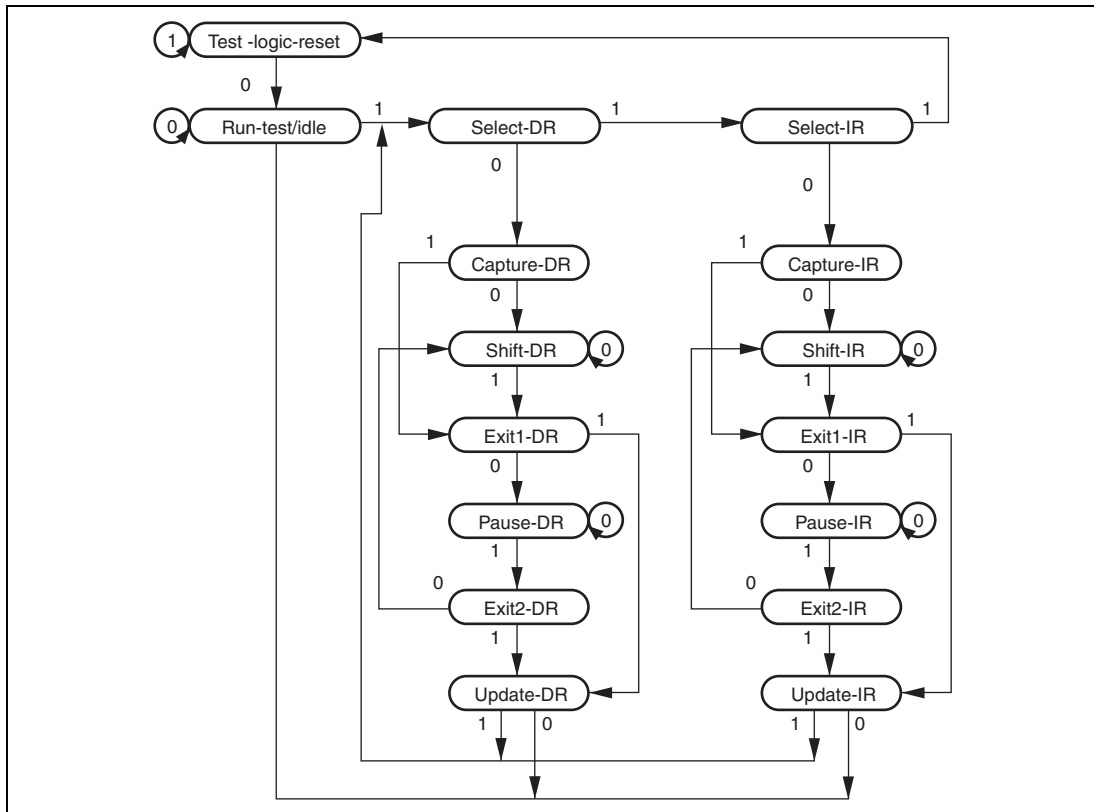 1 Test -logic-reset
0
0 Run-test/idle 1 Select-DR 1 Select-IR 1
0 0
1 1
Capture-DR Capture-IR
0 0
Shift-DR 0 Shift-IR 0
1 1
Exit1-DR 1 Exit1-IR 1
0 0
Pause-DR 0 Pause-IR 0
1 1
0 0
Exit2-DR Exit2-IR
1 1
Update-DR Update-IR
1 0 1 0